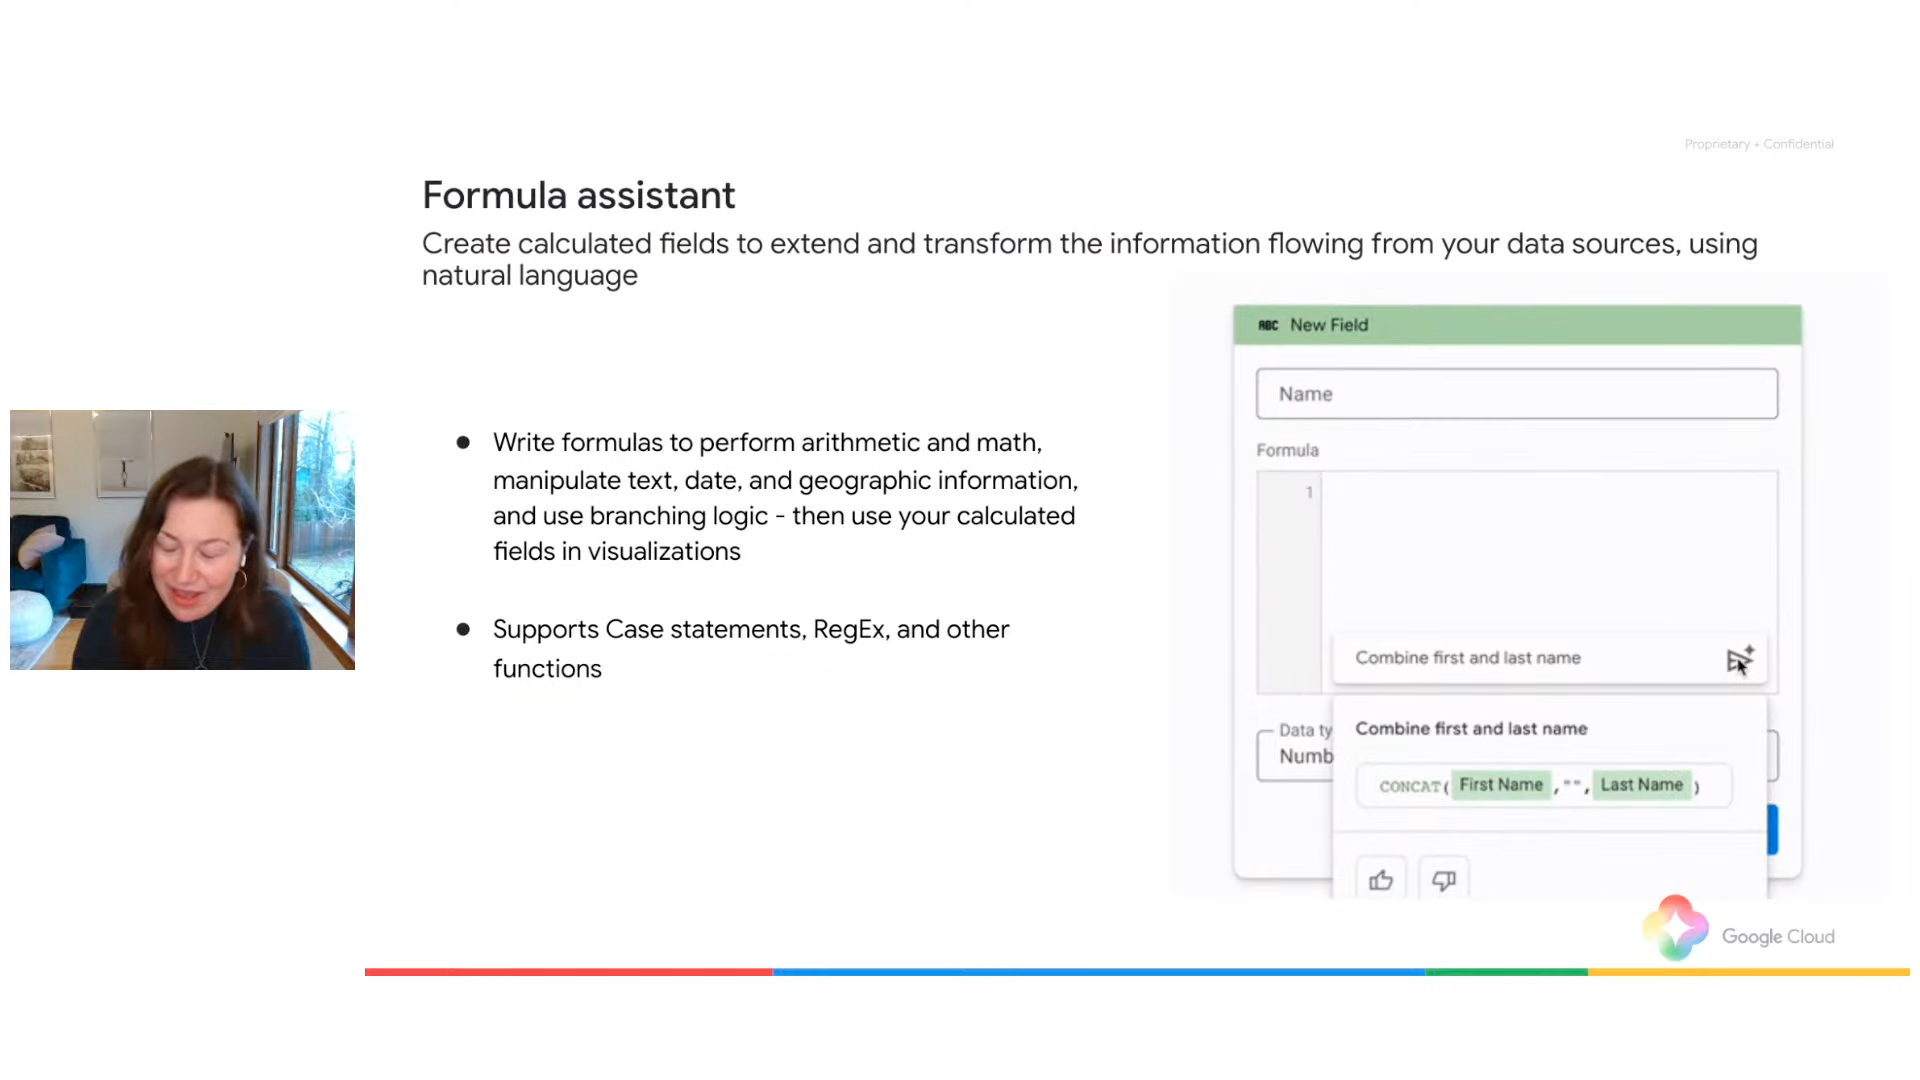 Proprietary + Confidential
Formula assistant
Create calculated fields to extend and transform the information flowing from your data sources, using
natural language
● Write formulas to perform arithmetic and math,
manipulate text, date, and geographic information,
and use branching logic - then use your calculated
fields in visualizations
● Supports Case statements, RegEx, and other
functions
ABC New Field
Name
Formula
1
Combine first and last name
Data ty
Numb
Combine first and last name
CONCAT( First Name ,"", Last Name )
Google Cloud